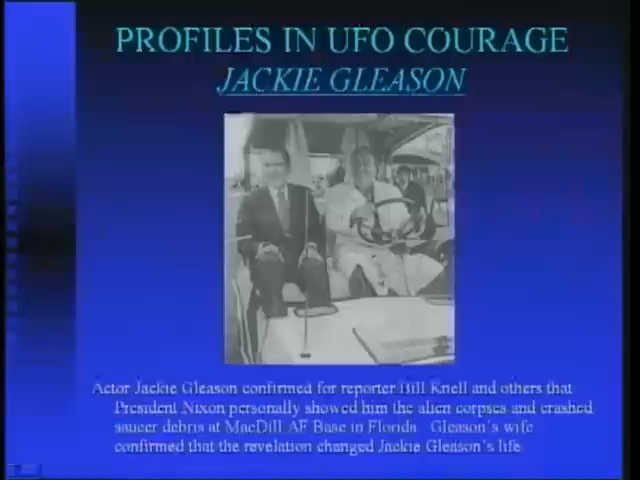 PROFILES IN UFO COURAGE
JACKIE GLEASON
Actor Jackie Gleason confirmed for reporter Bill Knell and others that
President Nixon personally showed him the alien corpses and crashed
saucer debris at MacDill AF Base in Florida. Gleason's wife
confirmed that the revelation changed Jackie Gleason's life.